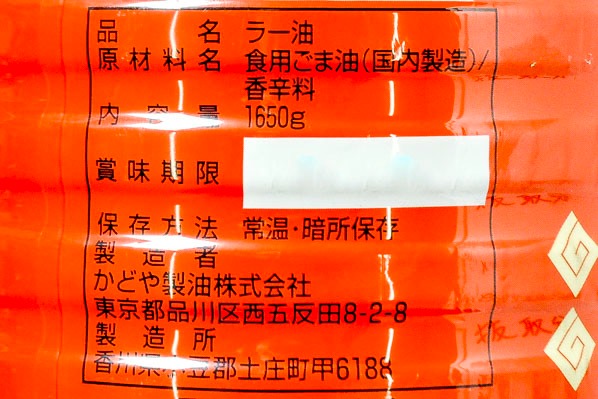 品名 ラー油
原材料名 食用ごま油(国内製造)/
香辛料
内容量 1650g
賞味期限
保存方法 常温・暗所保存
製造者
かどや製油株式会社
東京都品川区西五反田8-2-8
製造所
香川県小豆郡土庄町甲6188